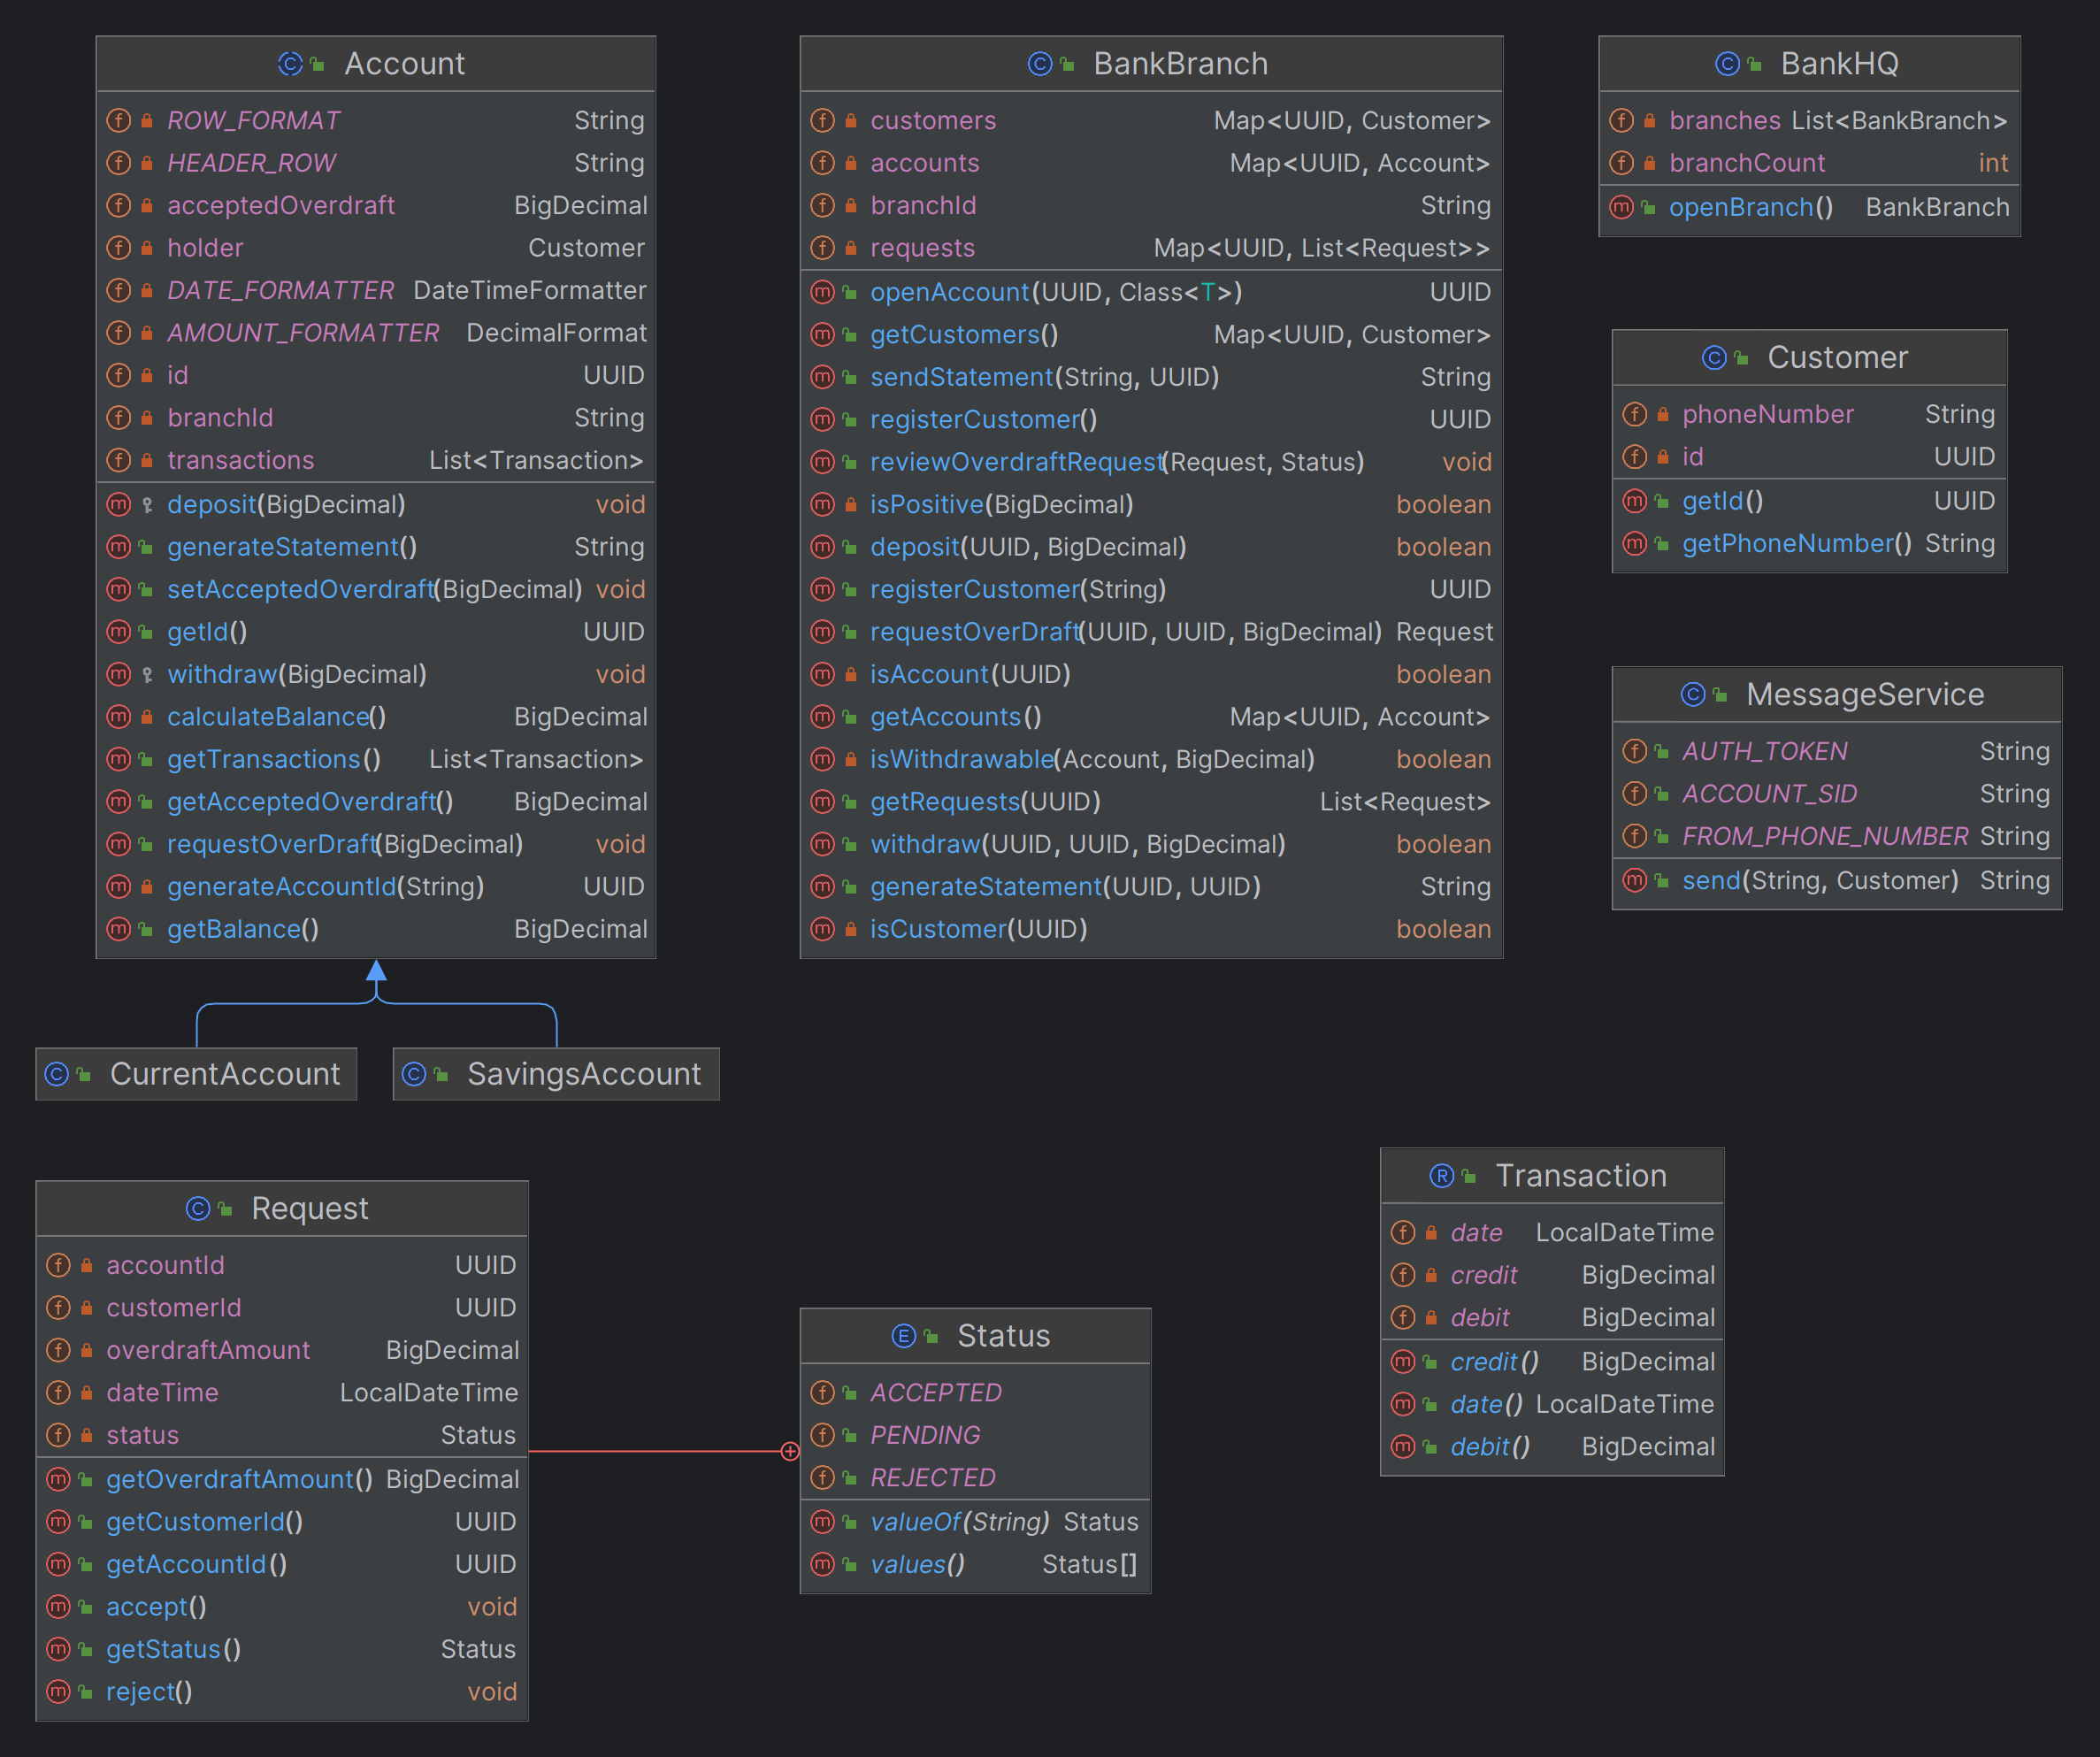 Account
ROW_FORMAT String
HEADER_ROW String
acceptedOverdraft BigDecimal
holder Customer
DATE_FORMATTER DateTimeFormatter
AMOUNT_FORMATTER DecimalFormat
id UUID
branchId String
transactions List<Transaction>
deposit(BigDecimal) void
generateStatement() String
setAcceptedOverdraft(BigDecimal) void
getId() UUID
withdraw(BigDecimal) void
calculateBalance() BigDecimal
getTransactions() List<Transaction>
getAcceptedOverdraft() BigDecimal
requestOverDraft(BigDecimal) void
generateAccountId(String) UUID
getBalance() BigDecimal
BankBranch
customers Map<UUID, Customer>
accounts Map<UUID, Account>
branchId String
requests Map<UUID, List<Request>>
openAccount(UUID, Class<T>) UUID
getCustomers() Map<UUID, Customer>
sendStatement(String, UUID) String
registerCustomer() UUID
reviewOverdraftRequest(Request, Status) void
isPositive(BigDecimal) boolean
deposit(UUID, BigDecimal) boolean
registerCustomer(String) UUID
requestOverDraft(UUID, UUID, BigDecimal) Request
isAccount(UUID) boolean
getAccounts() Map<UUID, Account>
isWithdrawable(Account, BigDecimal) boolean
getRequests(UUID) List<Request>
withdraw(UUID, UUID, BigDecimal) boolean
generateStatement(UUID, UUID) String
isCustomer(UUID) boolean
BankHQ
branches List<BankBranch>
branchCount int
openBranch() BankBranch
Customer
phoneNumber String
id UUID
getId() UUID
getPhoneNumber() String
MessageService
AUTH_TOKEN String
ACCOUNT_SID String
FROM_PHONE_NUMBER String
send(String, Customer) String
CurrentAccount
SavingsAccount
Request
accountId UUID
customerId UUID
overdraftAmount BigDecimal
dateTime LocalDateTime
status Status
getOverdraftAmount() BigDecimal
getCustomerId() UUID
getAccountId() UUID
accept() void
getStatus() Status
reject() void
Status
ACCEPTED
PENDING
REJECTED
valueOf(String) Status
values() Status[]
Transaction
date LocalDateTime
credit BigDecimal
debit BigDecimal
credit() BigDecimal
date() LocalDateTime
debit() BigDecimal